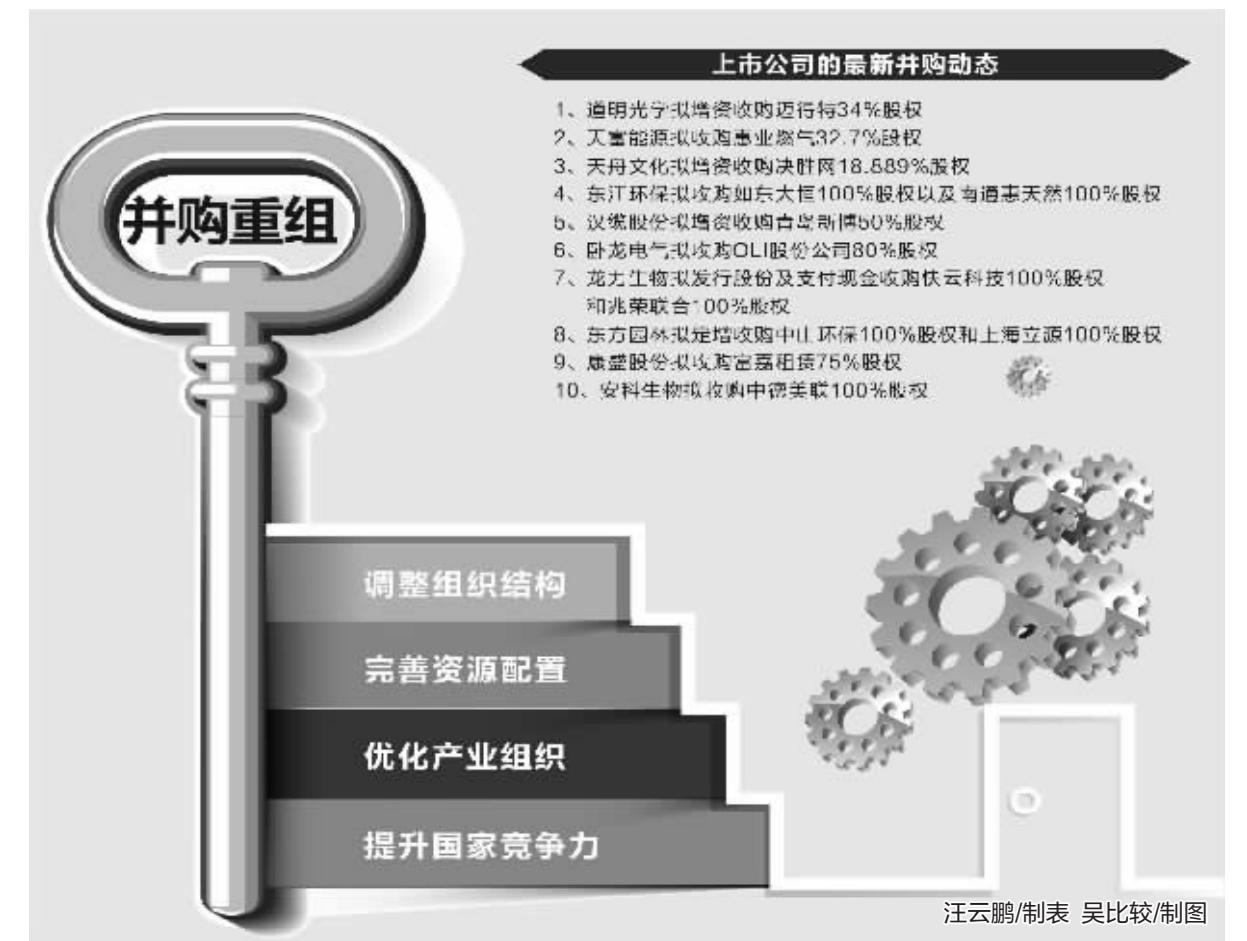 上市公司的最新并购动态
1、道明光学拟增资收购迈得特34%股权
2、天富能源拟收购惠业燃气32.7%股权
3、天舟文化拟增资收购决胜网18.889%股权
4、东江环保拟收购如东大恒100%股权以及南通惠天然100%股权
5、汉缆股份拟增资收购青岛新博50%股权
6、卧龙电气拟收购OLI股份公司80%股权
7、龙力生物拟发行股份及支付现金收购快云科技100%股权
和兆荣联合100%股权
8、东方园林拟定增收购中山环保100%股权和上海立源100%股权
9、康盛股份拟收购富嘉租赁75%股权
10、安科生物拟收购中德美联100%股权
并购重组
调整组织结构
完善资源配置
优化产业组织
提升国家竞争力
汪云鹏/制表 吴比较/制图